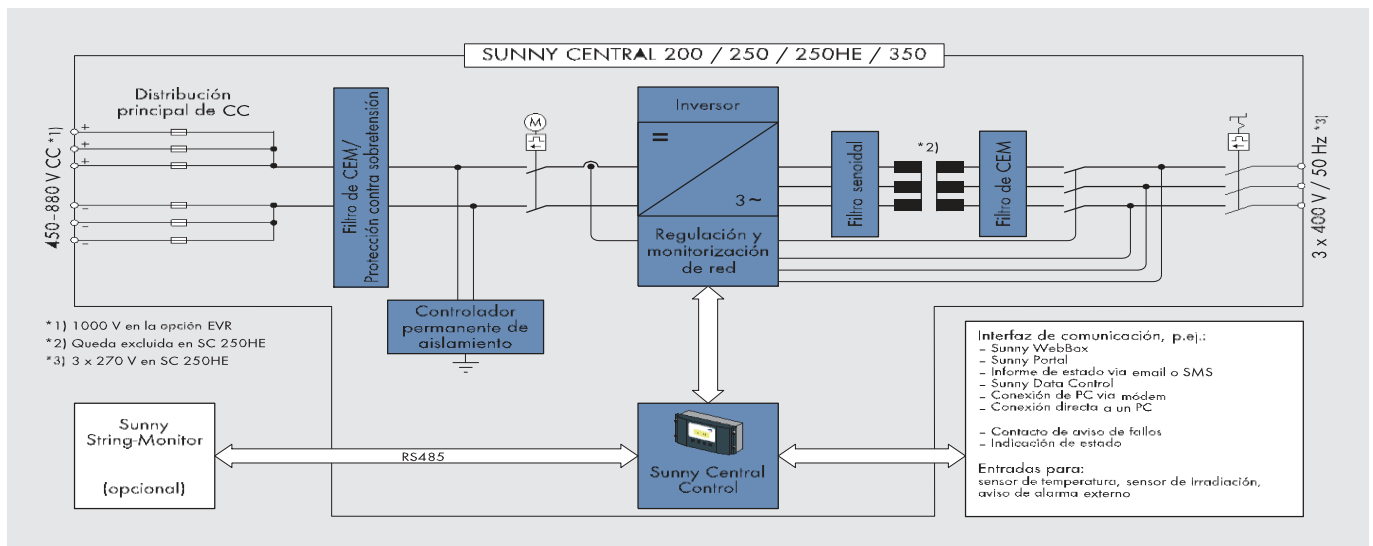 SUNNY CENTRAL 200 / 250 / 250HE / 350
Distribución
principal de CC
450-880 V CC *1)
+
+
+
–
–
–
Filtro de CEM/
Protección contra sobretensión
M
Inversor
=
3~
Regulación y
monitorización
de red
Filtro senoidal
*2)
Filtro de CEM
3 x 400 V / 50 Hz *3)
Controlador
permanente de
aislamiento
*1) 1000 V en la opción EVR
*2) Queda excluida en SC 250HE
*3) 3 x 270 V en SC 250HE
Sunny
String-Monitor
(opcional)
RS485
Sunny Central
Control
Interfaz de comunicación, p.ej.:
– Sunny WebBox
– Sunny Portal
– Informe de estado via email o SMS
– Sunny Data Control
– Conexión de PC via módem
– Conexión directa a un PC
– Contacto de aviso de fallos
– Indicación de estado
Entradas para:
sensor de temperatura, sensor de Irradiación,
aviso de alarma externo